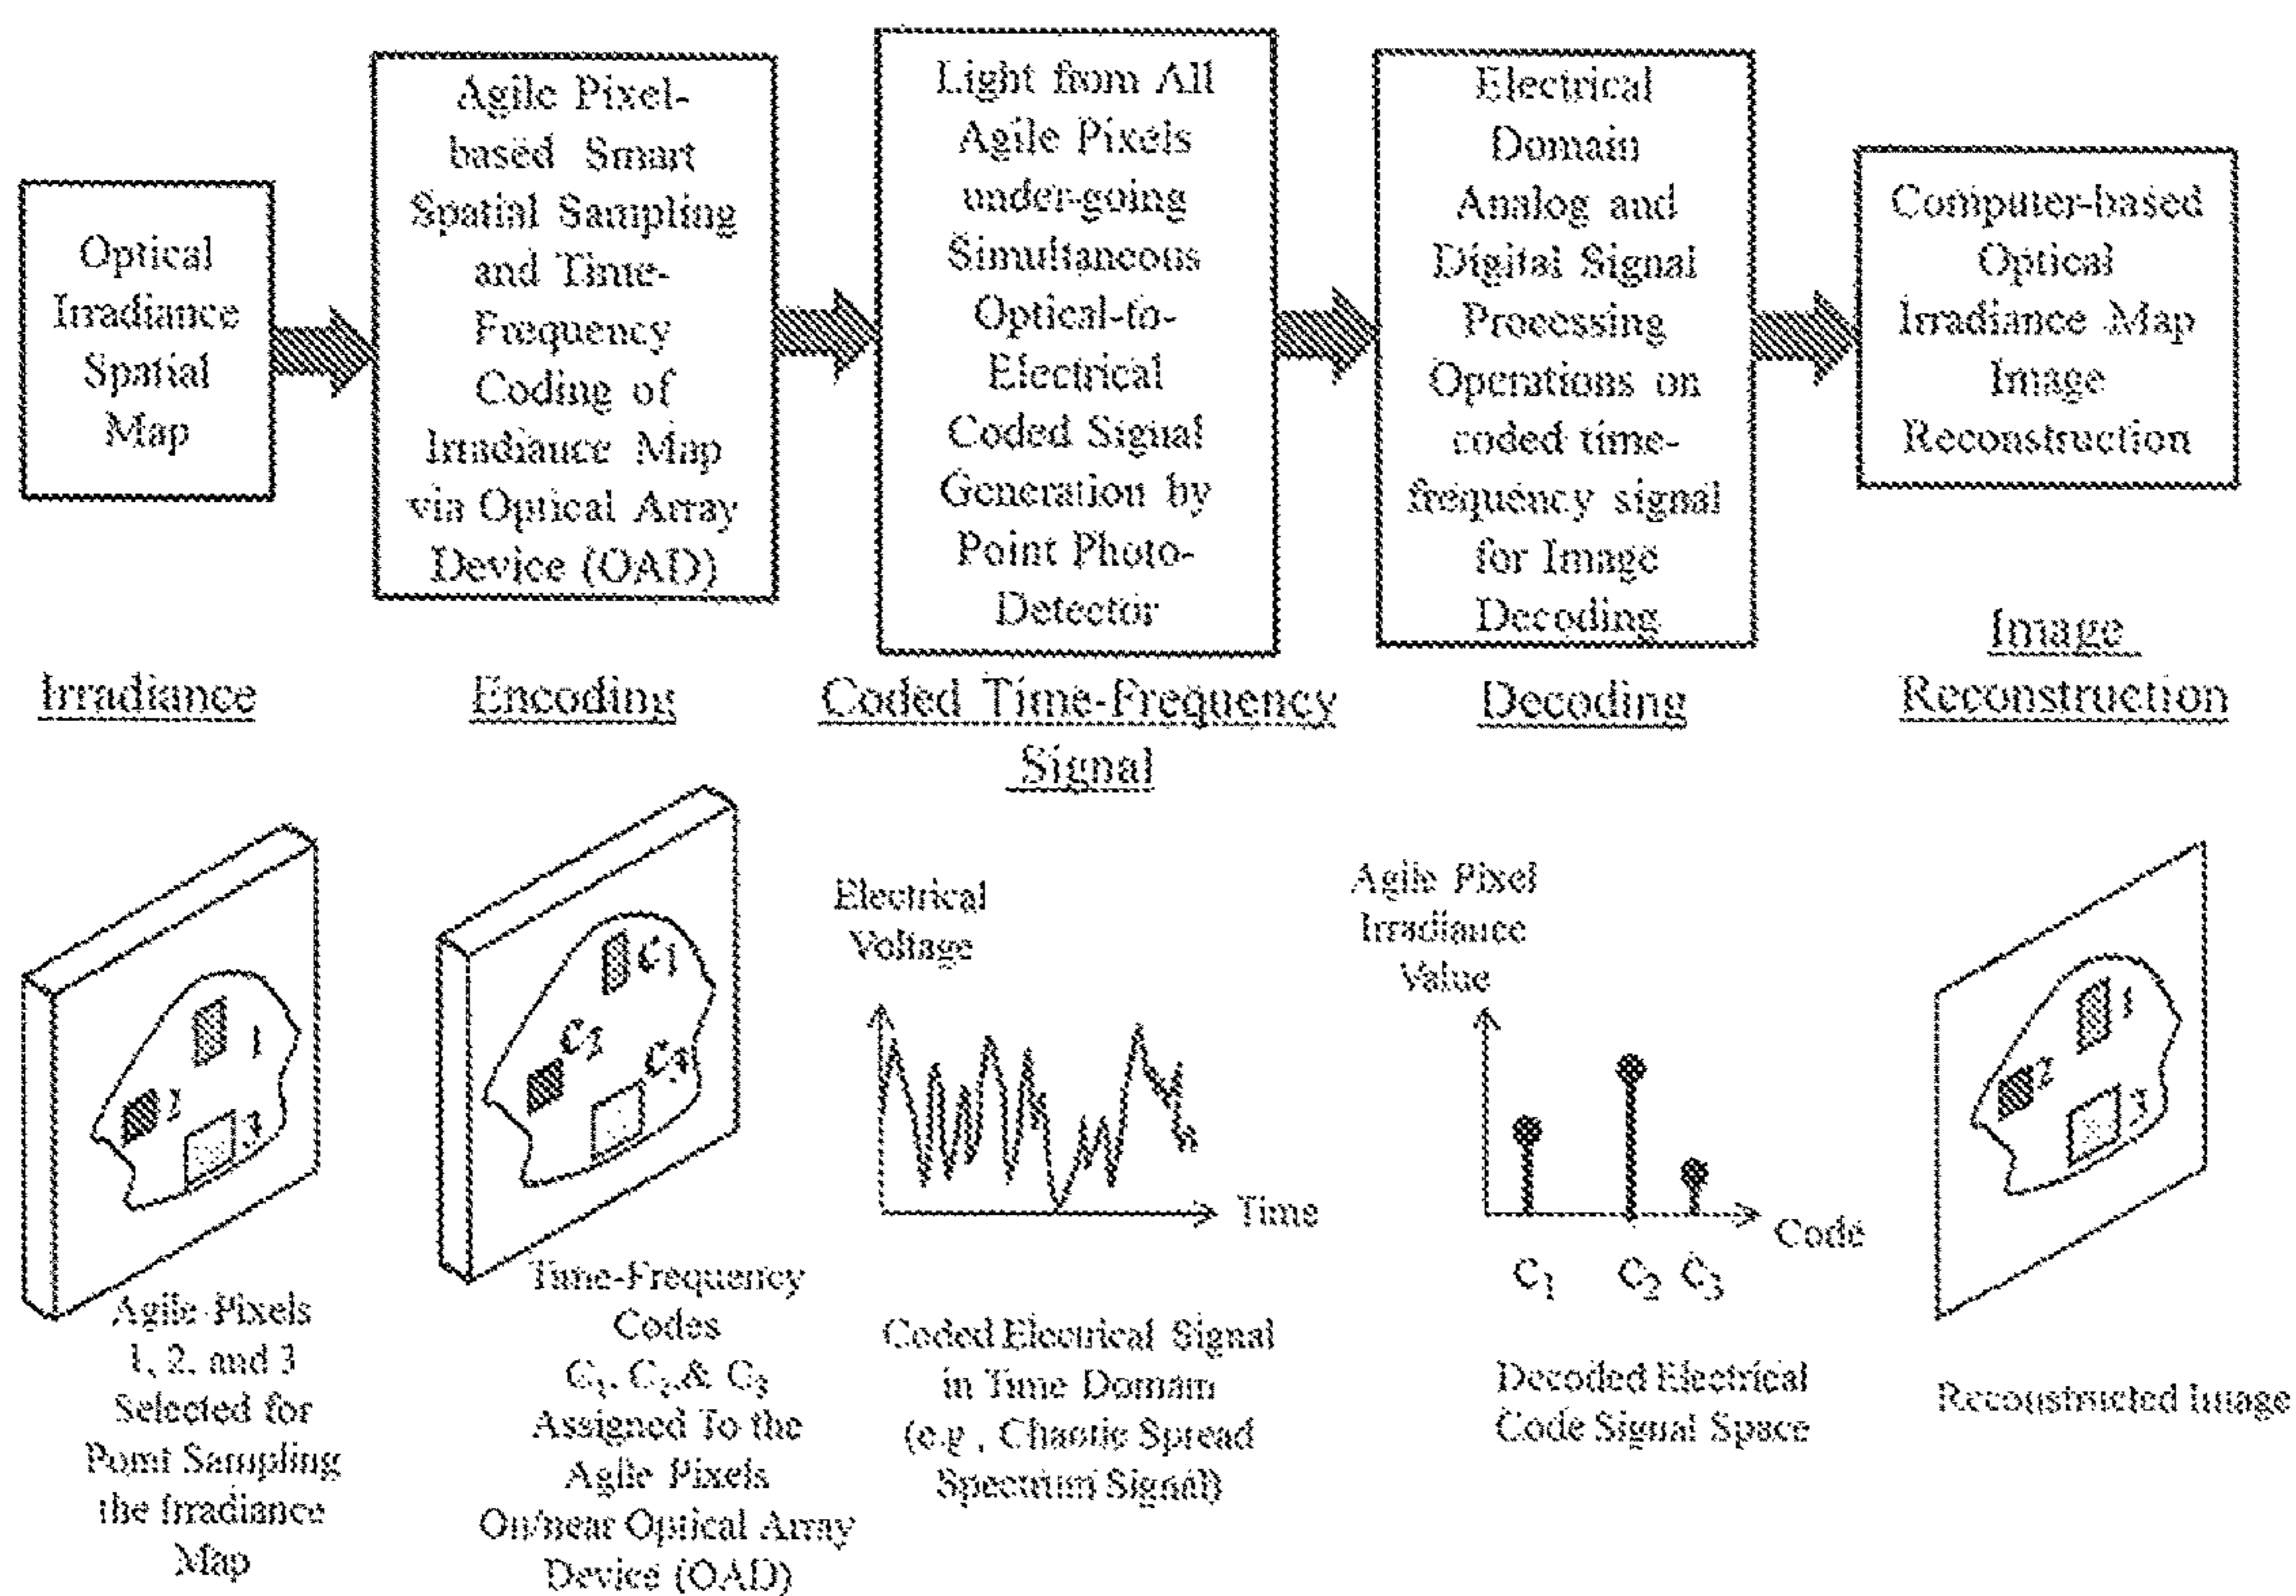 Optical
Irradiance
Spatial
Map
Agile Pixel-
based Smart
Spatial Sampling
and Time-
Frequency
Coding of
Irradiance Map
via Optical Array
Device (OAD)
Light from All
Agile Pixels
under-going
Simultaneous
Optical-to-
Electrical
Coded Signal
Generation by
Point Photo-
Detector
Electrical
Domain
Analog and
Digital Signal
Processing
Operations on
coded time-
frequency signal
for Image
Decoding
Computer-based
Optical
Irradiance Map
Image
Reconstruction
Irradiance
Encoding
Coded Time-Frequency
Signal
Decoding
Image
Reconstruction
1
2
3
Agile Pixels
1, 2, and 3
Selected for
Point Sampling
the Irradiance
Map
C1
C2
C3
Time-Frequency
Codes
C1, C2, & C3
Assigned To the
Agile Pixels
On/near Optical Array
Device (OAD)
Electrical
Voltage
Time
Coded Electrical Signal
in Time Domain
(e.g., Chaotic Spread
Spectrum Signal)
Agile Pixel
Irradiance
Value
Code
C1 C2 C3
Decoded Electrical
Code Signal Space
1
2
3
Reconstructed Image